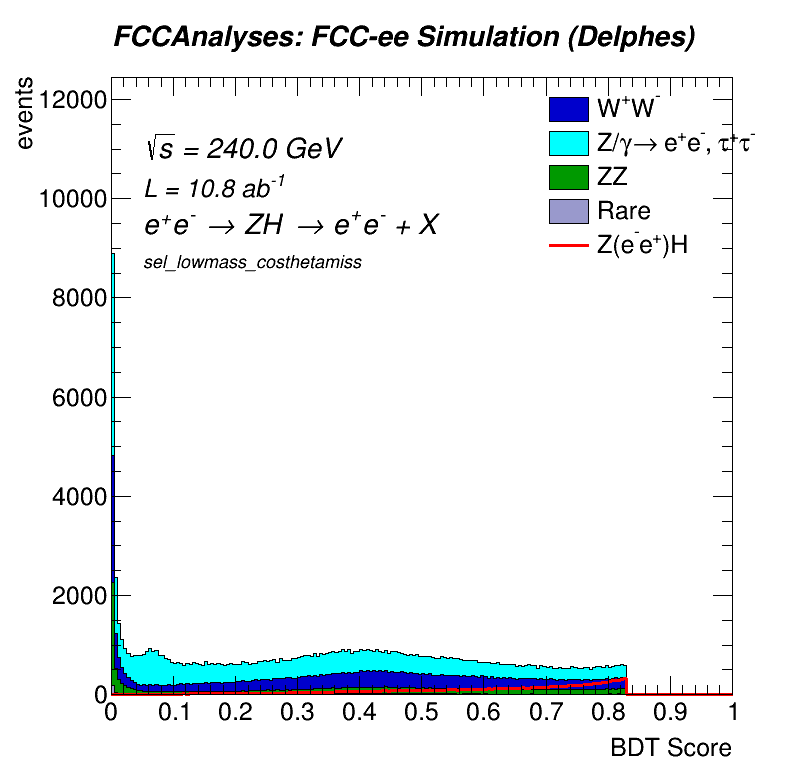 FCCAnalyses: FCC-ee Simulation (Delphes)
events
12000
10000
8000
6000
4000
2000
0
√s = 240.0 GeV
L = 10.8 ab⁻¹
e⁺e⁻ → ZH → e⁺e⁻ + X
sel_lowmass_costhetamiss
W⁺W⁻
Z/γ→ e⁺e⁻, τ⁺τ⁻
ZZ
Rare
Z(e⁻e⁺)H
0 0.1 0.2 0.3 0.4 0.5 0.6 0.7 0.8 0.9 1
BDT Score